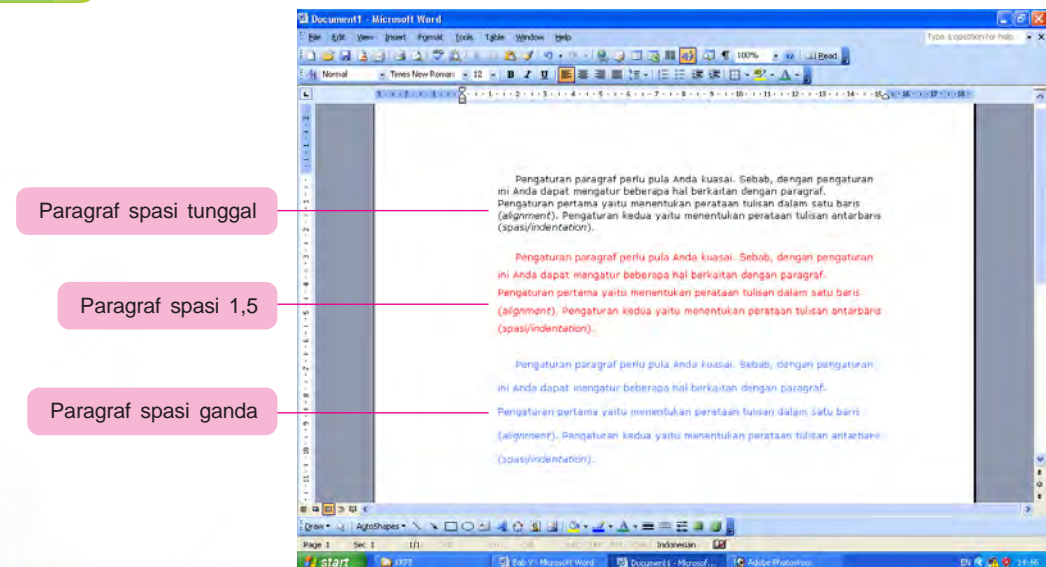 Document1 - Microsoft Word
File Edit View Insert Format Tools Table Window Help
Type a question for help
100% Read
Normal Times New Roman 12 B I U
Pengaturan paragraf perlu pula Anda kuasai. Sebab, dengan pengaturan
ini Anda dapat mengatur beberapa hal berkaitan dengan paragraf.
Pengaturan pertama yaitu menentukan perataan tulisan dalam satu baris
(alignment). Pengaturan kedua yaitu menentukan perataan tulisan antarbaris
(spasi/indentation).
Paragraf spasi tunggal
Pengaturan paragraf perlu pula Anda kuasai. Sebab, dengan pengaturan
ini Anda dapat mengatur beberapa hal berkaitan dengan paragraf.
Pengaturan pertama yaitu menentukan perataan tulisan dalam satu baris
(alignment). Pengaturan kedua yaitu menentukan perataan tulisan antarbaris
(spasi/indentation).
Paragraf spasi 1,5
Pengaturan paragraf perlu pula Anda kuasai. Sebab, dengan pengaturan
ini Anda dapat mengatur beberapa hal berkaitan dengan paragraf.
Pengaturan pertama yaitu menentukan perataan tulisan dalam satu baris
(alignment). Pengaturan kedua yaitu menentukan perataan tulisan antarbaris
(spasi/indentation).
Paragraf spasi ganda
Draw AutoShapes
Page 1 Sec 1 1/1 Indonesian
start Bab V - Microsoft Word Document1 - Microsof... Adobe Photoshop EN 14:46